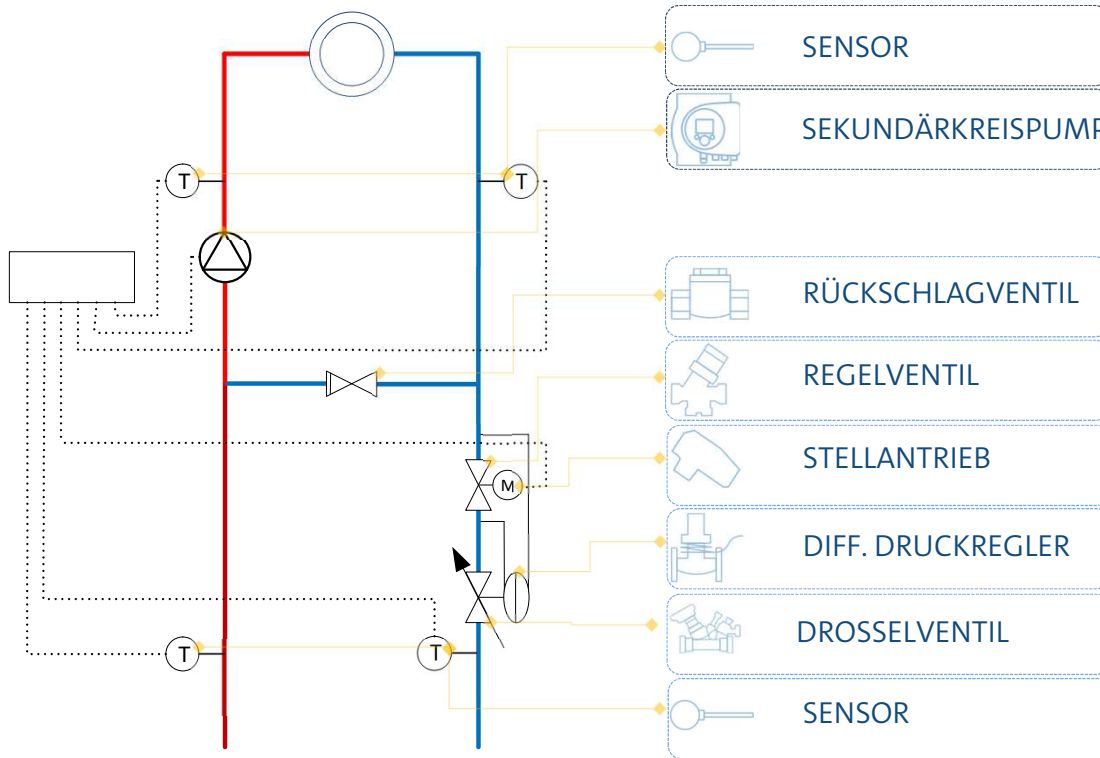 SENSOR
SEKUNDÄRKREISPUMP
T
T
RÜCKSCHLAGVENTIL
REGELVENTIL
STELLANTRIEB
M
DIFF. DRUCKREGLER
DROSSELVENTIL
T
T
SENSOR